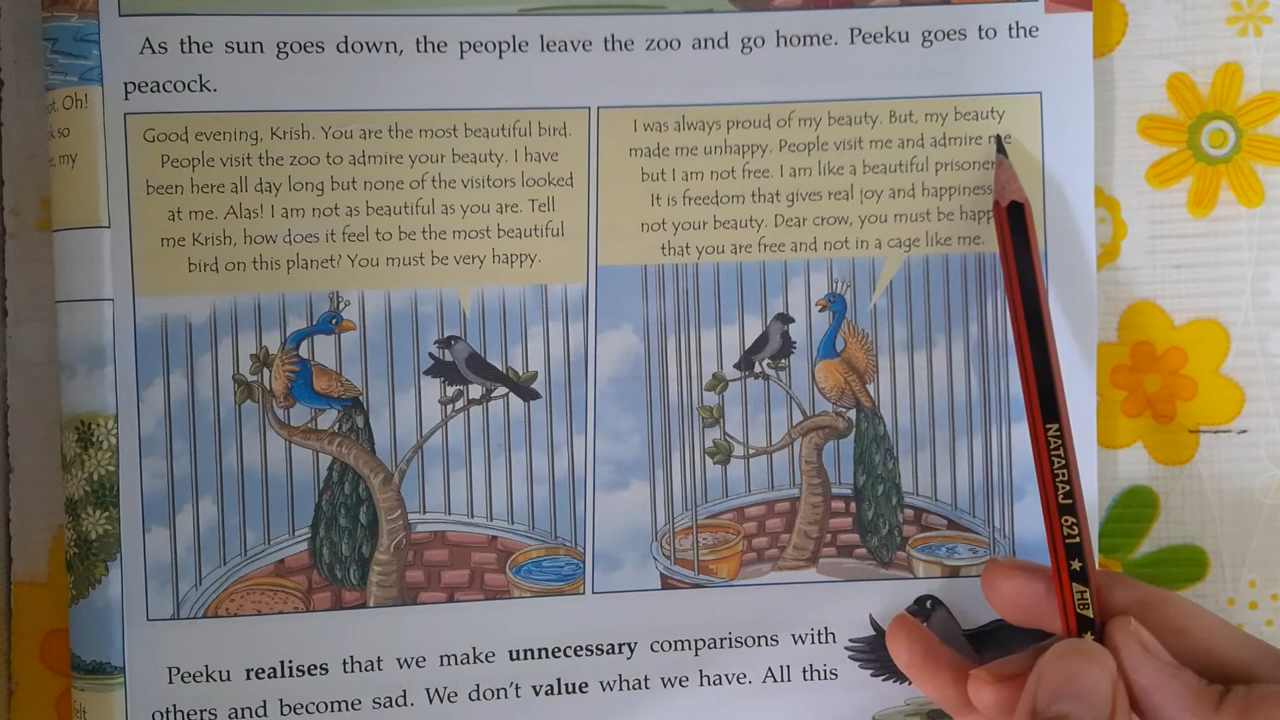 As the sun goes down, the people leave the zoo and go home. Peeku goes to the
peacock.
ot. Oh!
so
my
Good evening, Krish. You are the most beautiful bird.
People visit the zoo to admire your beauty. I have
been here all day long but none of the visitors looked
at me. Alas! I am not as beautiful as you are. Tell
me Krish, how does it feel to be the most beautiful
bird on this planet? You must be very happy.
I was always proud of my beauty. But, my beauty
made me unhappy. People visit me and admire me
but I am not free. I am like a beautiful prisoner
It is freedom that gives real joy and happiness
not your beauty. Dear crow, you must be happ
that you are free and not in a cage like me.
NATARAJ 621 HB
Peeku realises that we make unnecessary comparisons with
others and become sad. We don't value what we have. All this
felt